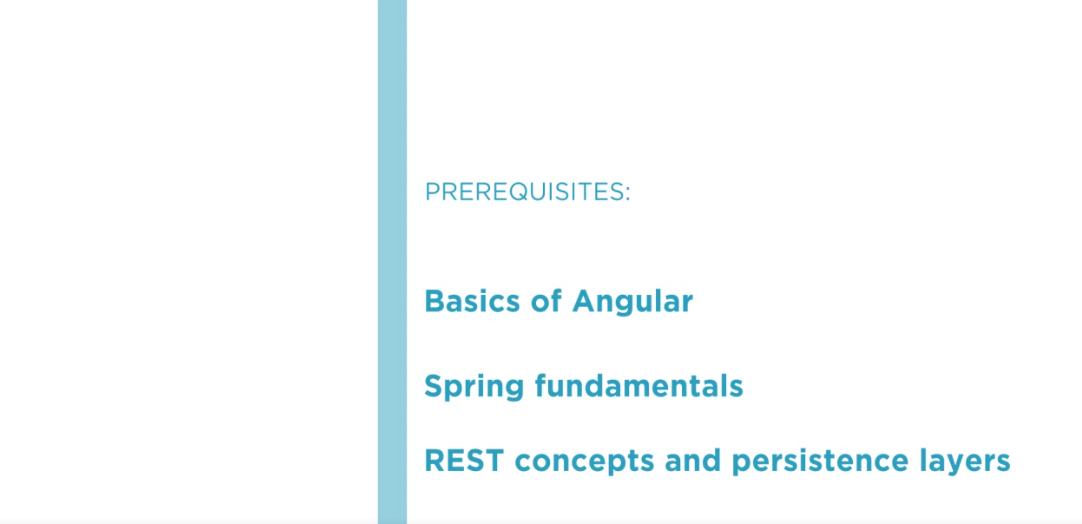 PREREQUISITES:
Basics of Angular
Spring fundamentals
REST concepts and persistence layers